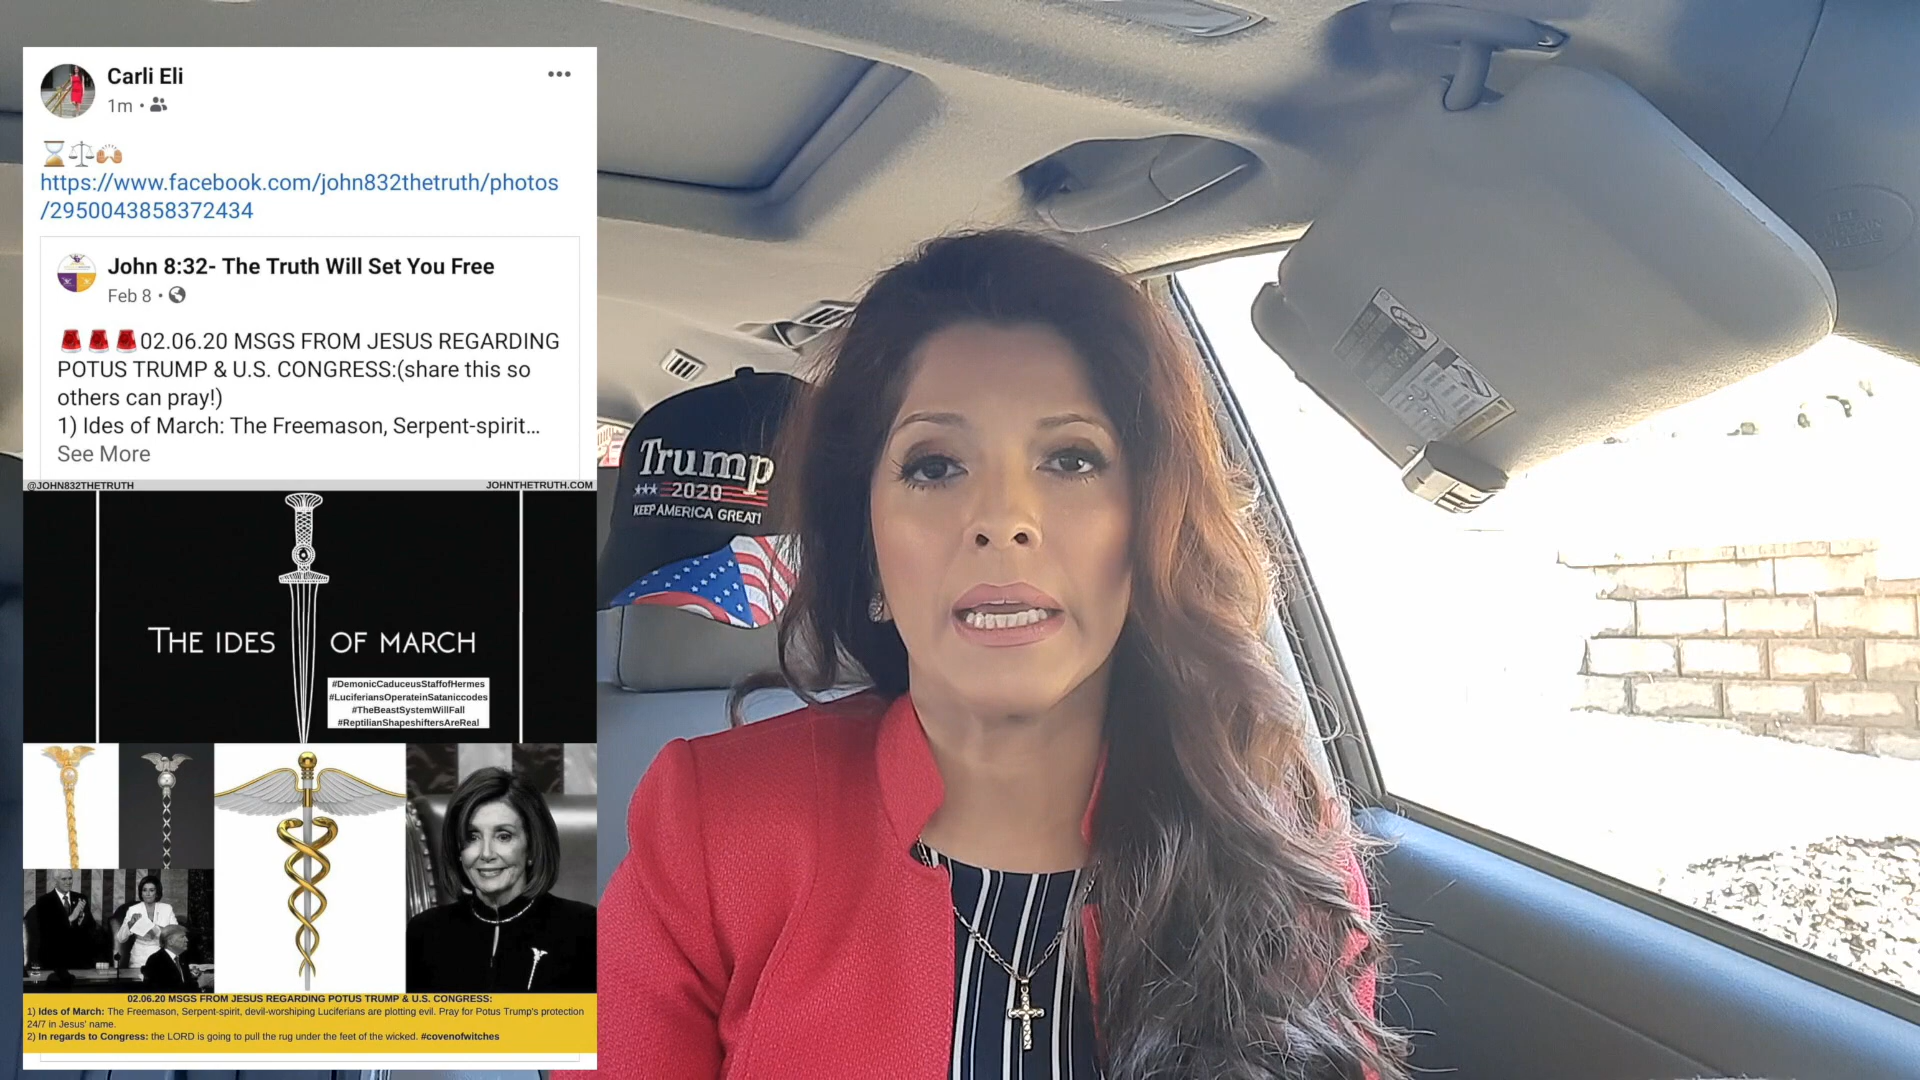 Carli Eli
1m
https://www.facebook.com/john832thetruth/photos
/2950043858372434
John 8:32- The Truth Will Set You Free
Feb 8
02.06.20 MSGS FROM JESUS REGARDING
POTUS TRUMP & U.S. CONGRESS:(share this so
others can pray!)
1) Ides of March: The Freemason, Serpent-spirit...
See More
@JOHN832THETRUTH
JOHNTHETRUTH.COM
THE IDES OF MARCH
#DemonicCaduceusStaffofHermes
#LuciferiansOperateinSataniccodes
#TheBeastSystemWillFall
#ReptilianShapeshiftersAreReal
02.06.20 MSGS FROM JESUS REGARDING POTUS TRUMP & U.S. CONGRESS:
1) Ides of March: The Freemason, Serpent-spirit, devil-worshiping Luciferians are plotting evil. Pray for Potus Trump's protection
24/7 in Jesus' name.
2) In regards to Congress: the LORD is going to pull the rug under the feet of the wicked. #covenofwitches
Trump
2020
KEEP AMERICA GREAT!